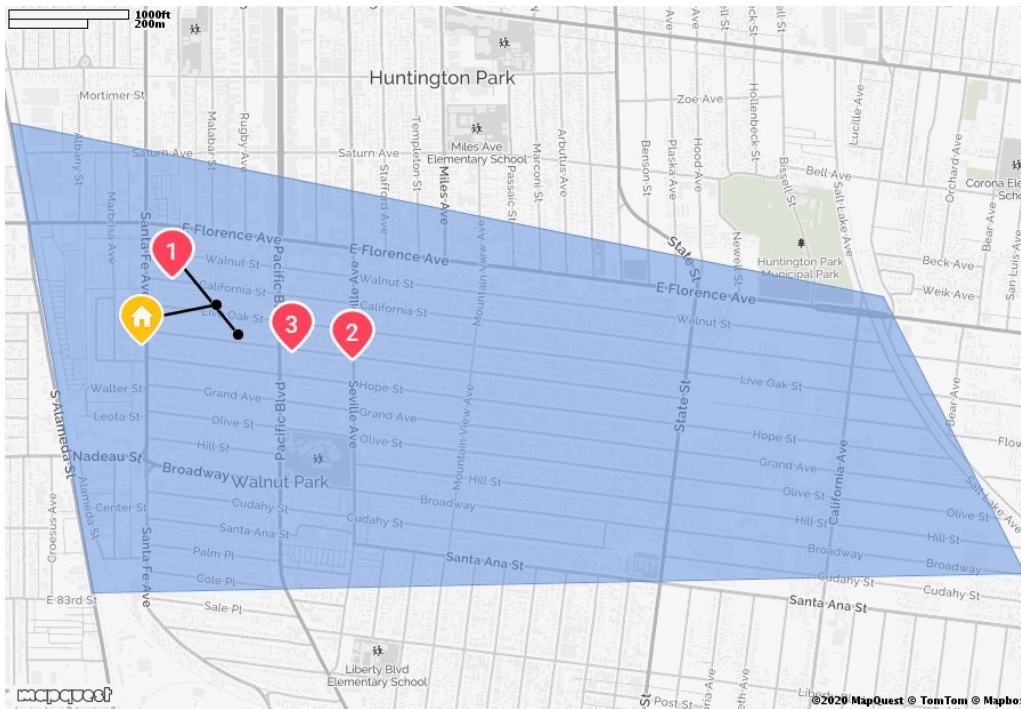 1000ft
200m
Huntington Park
Mortimer St
Malabar St
Rugby Ave
Zoe Ave
Hollenbeck St
Lucille Ave
Albany St
Saturn Ave
Saturn Ave
Templeton St
Stafford Ave
Miles Ave
Elementary School
Miles Ave
Passaic St
Marconi St
Arbutus Ave
Benson St
Plaska Ave
Hood Ave
Bissell St
Bell Ave
Salt Lake Ave
Orchard Ave
Corona Ele
Marbrisa Ave
Santa Fe Ave
E Florence Ave
E Florence Ave
E Florence Ave
Mountain View Ave
State St
Newell St
Huntington Park
Municipal Park
Bear Ave
San Luis Ave
Beck Ave
Weik Ave
Walnut St
Walnut St
Walnut St
California St
California St
Live Oak St
Live Oak St
1
2
3
Walter St
Leota St
Grand Ave
Grand Ave
Grand Ave
Olive St
Olive St
Olive St
Olive St
Hope St
Hope St
Hill St
Hill St
Hill St
Hill St
Pacific Blvd
Seville Ave
Mountain View Ave
State St
California Ave
Bear Ave
Salt Lake Ave
S Alameda St
Alameda St
Nadeau St
Broadway
Broadway
Broadway
Broadway
Walnut Park
Croesus Ave
Center St
Cudahy St
Cudahy St
Cudahy St
Cudahy St
Santa Ana St
Santa Ana St
Santa Ana St
Santa Fe Ave
Palm Pl
Cole Pl
Sale Pl
E 83rd St
Liberty Blvd
Elementary School
Post St
mapquest
©2020 MapQuest © TomTom © Mapbox